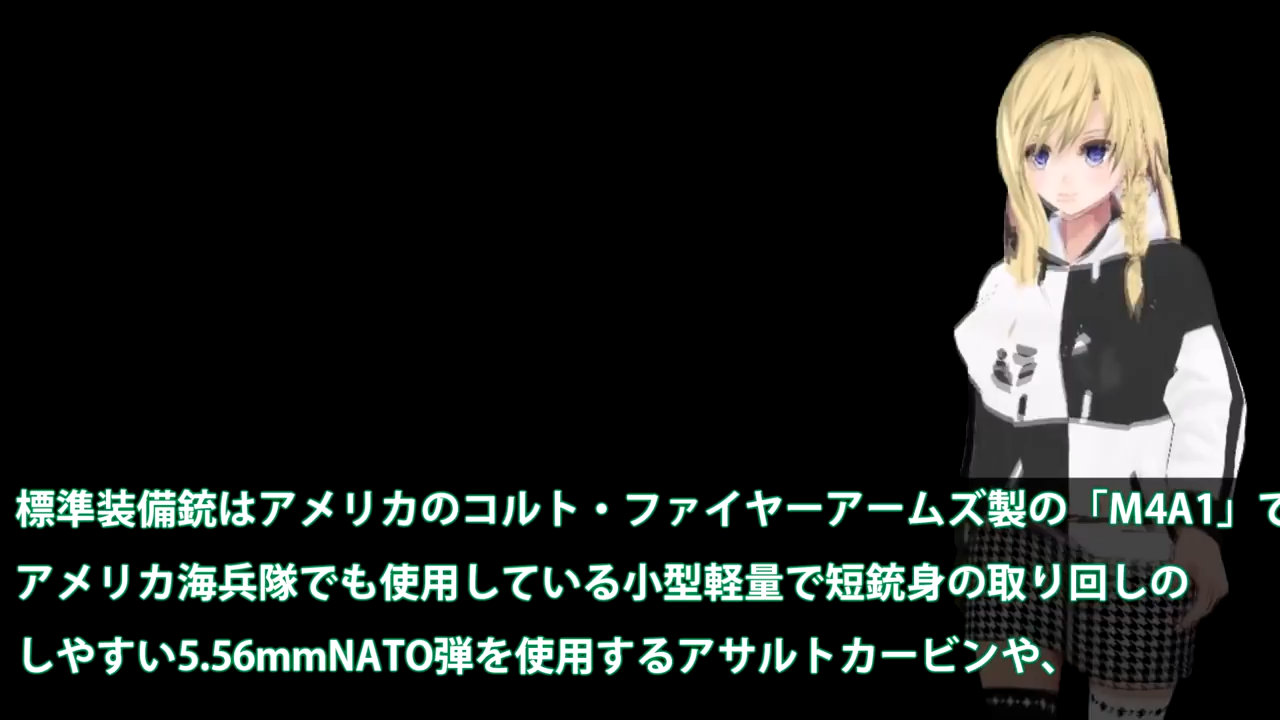 標準装備銃はアメリカのコルト・ファイヤーアームズ製の「M4A1」で
アメリカ海兵隊でも使用している小型軽量で短銃身の取り回しの
しやすい5.56mmNATO弾を使用するアサルトカービンや、